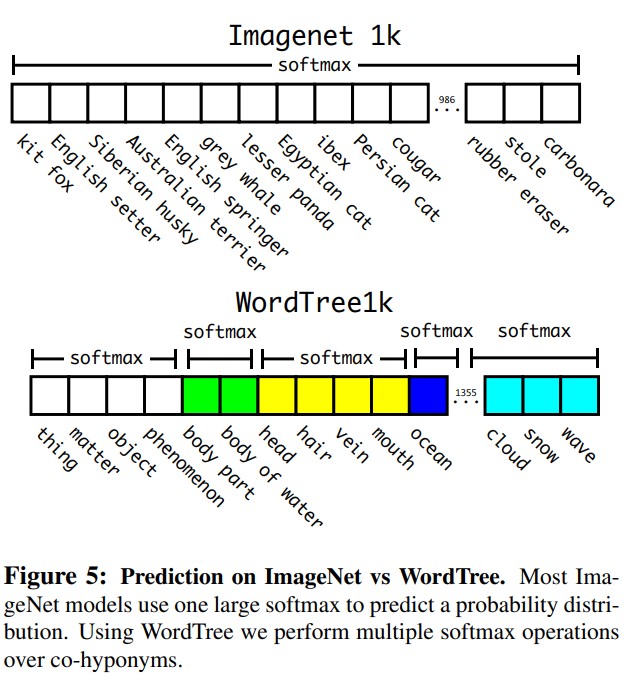 Imagenet 1k
softmax
986
...
kit fox
English setter
Siberian husky
Australian terrier
English springer
grey whale
lesser panda
Egyptian cat
ibex
Persian cat
cougar
rubber eraser
stole
carbonara
WordTree1k
softmax
softmax
softmax
softmax
softmax
1355
...
thing
matter
object
phenomenon
body part
body of water
head
hair
vein
mouth
ocean
cloud
snow
wave
Figure 5: Prediction on ImageNet vs WordTree. Most Ima-
geNet models use one large softmax to predict a probability distri-
bution. Using WordTree we perform multiple softmax operations
over co-hyponyms.